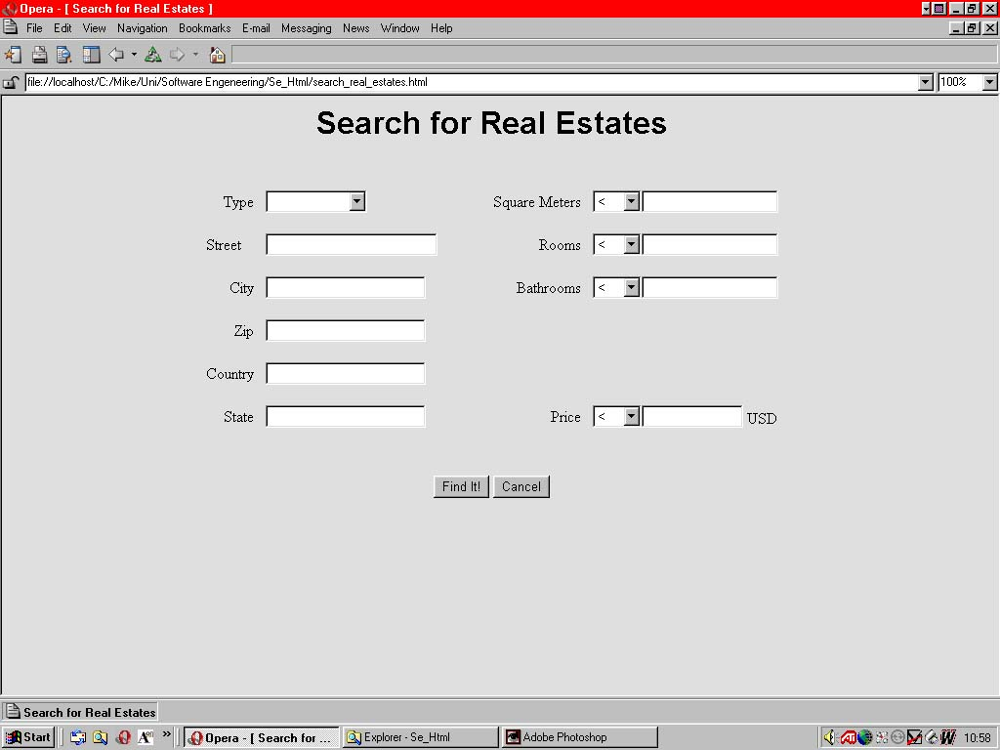 Opera - [ Search for Real Estates ]
File Edit View Navigation Bookmarks E-mail Messaging News Window Help
file://localhost/C:/Mike/Uni/Software Engeneering/Se_Html/search_real_estates.html 100%
Search for Real Estates
Type Square Meters <
Street Rooms <
City Bathrooms <
Zip
Country
State Price < USD
Find It! Cancel
Search for Real Estates
Start » Opera - [ Search for ... Explorer - Se_Html Adobe Photoshop 10:58